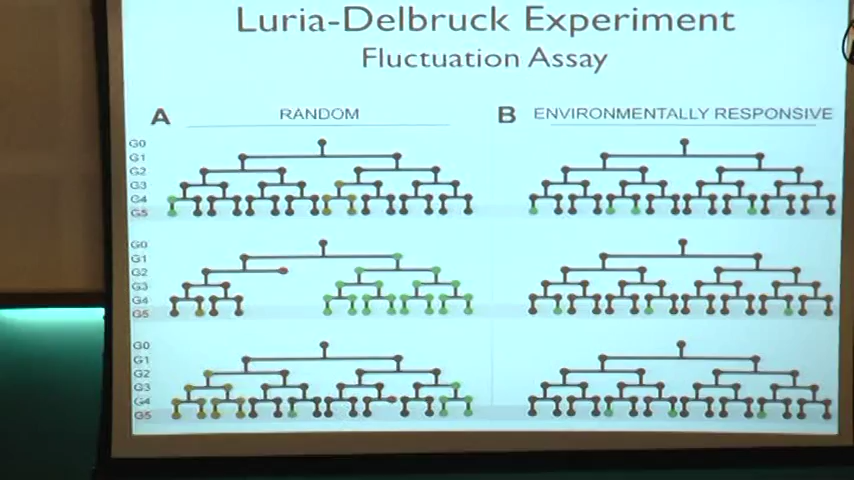 Luria-Delbruck Experiment
Fluctuation Assay
A RANDOM
B ENVIRONMENTALLY RESPONSIVE
G0
G1
G2
G3
G4
G5
G0
G1
G2
G3
G4
G5
G0
G1
G2
G3
G4
G5